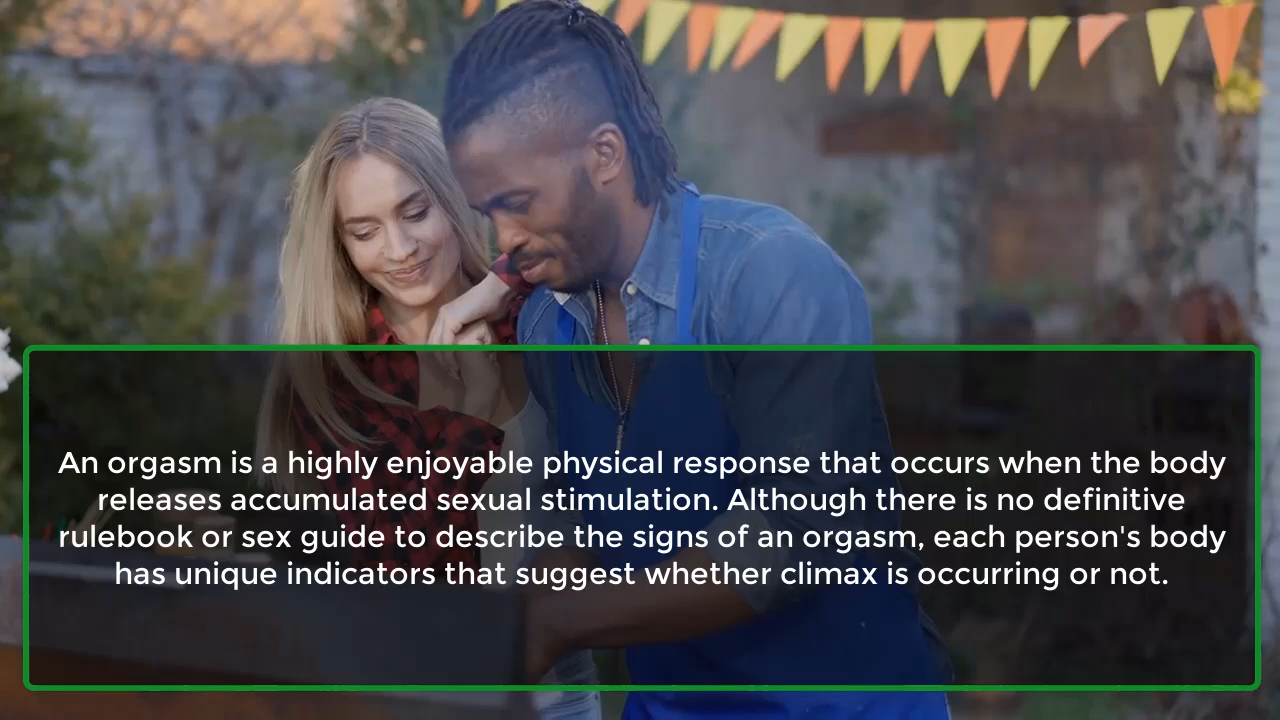 An orgasm is a highly enjoyable physical response that occurs when the body
releases accumulated sexual stimulation. Although there is no definitive
rulebook or sex guide to describe the signs of an orgasm, each person's body
has unique indicators that suggest whether climax is occurring or not.